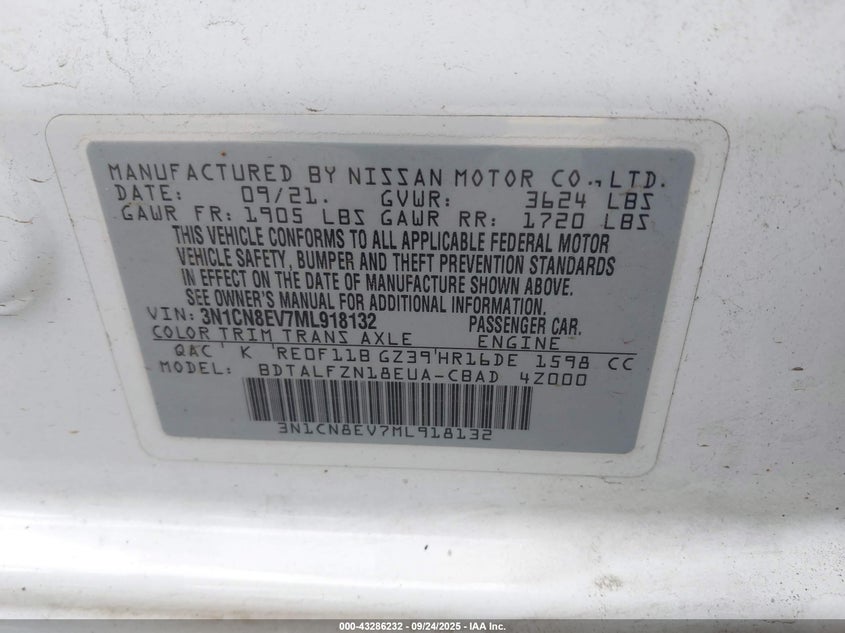 MANUFACTURED BY NISSAN MOTOR CO., LTD.
DATE: 09/21. GVWR: 3624 LBS
GAWR FR: 1905 LBS GAWR RR: 1720 LBS
THIS VEHICLE CONFORMS TO ALL APPLICABLE FEDERAL MOTOR
VEHICLE SAFETY, BUMPER AND THEFT PREVENTION STANDARDS
IN EFFECT ON THE DATE OF MANUFACTURE SHOWN ABOVE.
SEE OWNER'S MANUAL FOR ADDITIONAL INFORMATION.
VIN: 3N1CN8EV7ML918132 PASSENGER CAR.
COLOR TRIM TRANS AXLE ENGINE
QAC K RE0F11B GZ39 HR16DE 1598 CC
MODEL: BDTALFZN18EUA-CBAD 4Z000
3N1CN8EV7ML918132
000-43286232 - 09/24/2025 - IAA Inc.